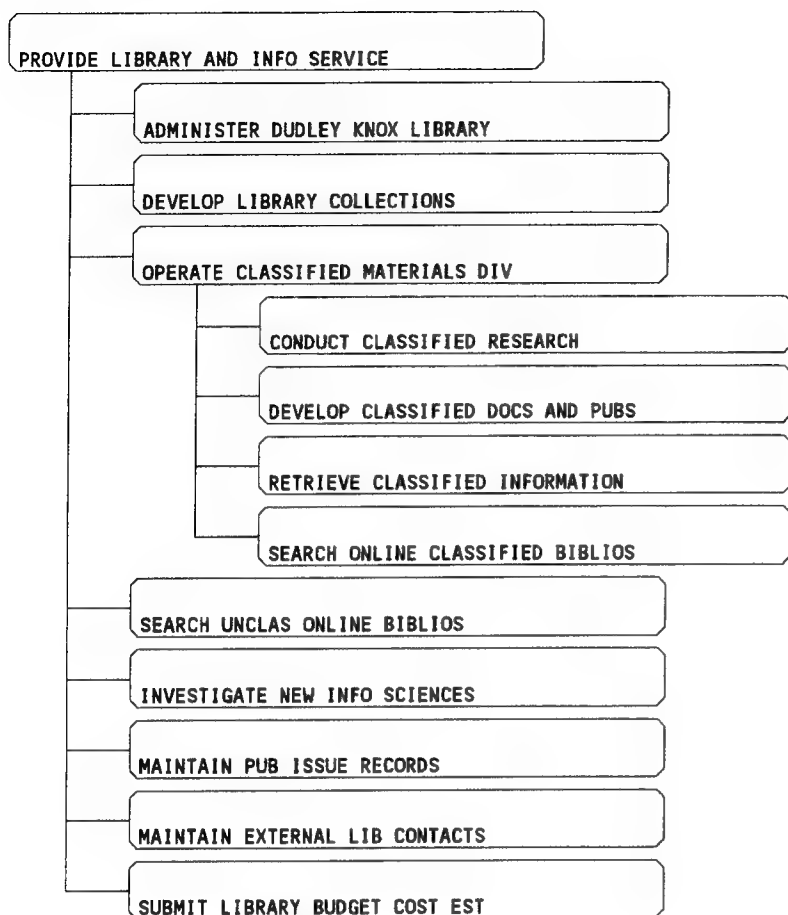 PROVIDE LIBRARY AND INFO SERVICE
ADMINISTER DUDLEY KNOX LIBRARY
DEVELOP LIBRARY COLLECTIONS
OPERATE CLASSIFIED MATERIALS DIV
CONDUCT CLASSIFIED RESEARCH
DEVELOP CLASSIFIED DOCS AND PUBS
RETRIEVE CLASSIFIED INFORMATION
SEARCH ONLINE CLASSIFIED BIBLIOS
SEARCH UNCLAS ONLINE BIBLIOS
INVESTIGATE NEW INFO SCIENCES
MAINTAIN PUB ISSUE RECORDS
MAINTAIN EXTERNAL LIB CONTACTS
SUBMIT LIBRARY BUDGET COST EST